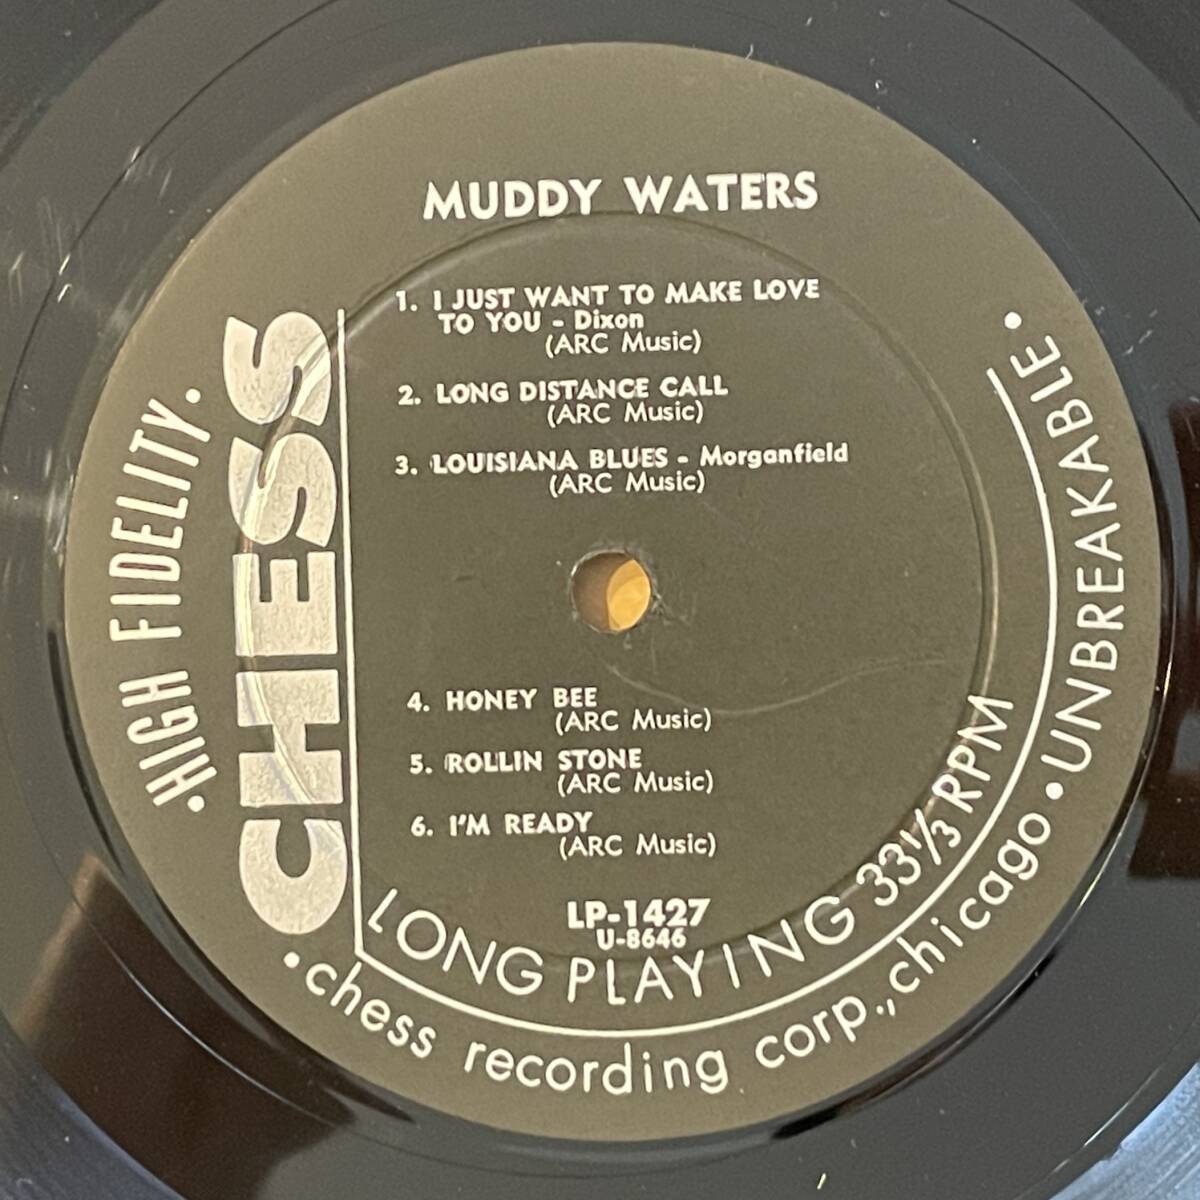 MUDDY WATERS
1. I JUST WANT TO MAKE LOVE
TO YOU - Dixon
(ARC Music)
2. LONG DISTANCE CALL
(ARC Music)
3. LOUISIANA BLUES - Morganfield
(ARC Music)
4. HONEY BEE
(ARC Music)
5. ROLLIN STONE
(ARC Music)
6. I'M READY
(ARC Music)
LP-1427
U-8646
LONG PLAYING 33⅓ RPM
CHESS
• HIGH FIDELITY •
• chess recording corp., chicago • UNBREAKABLE •